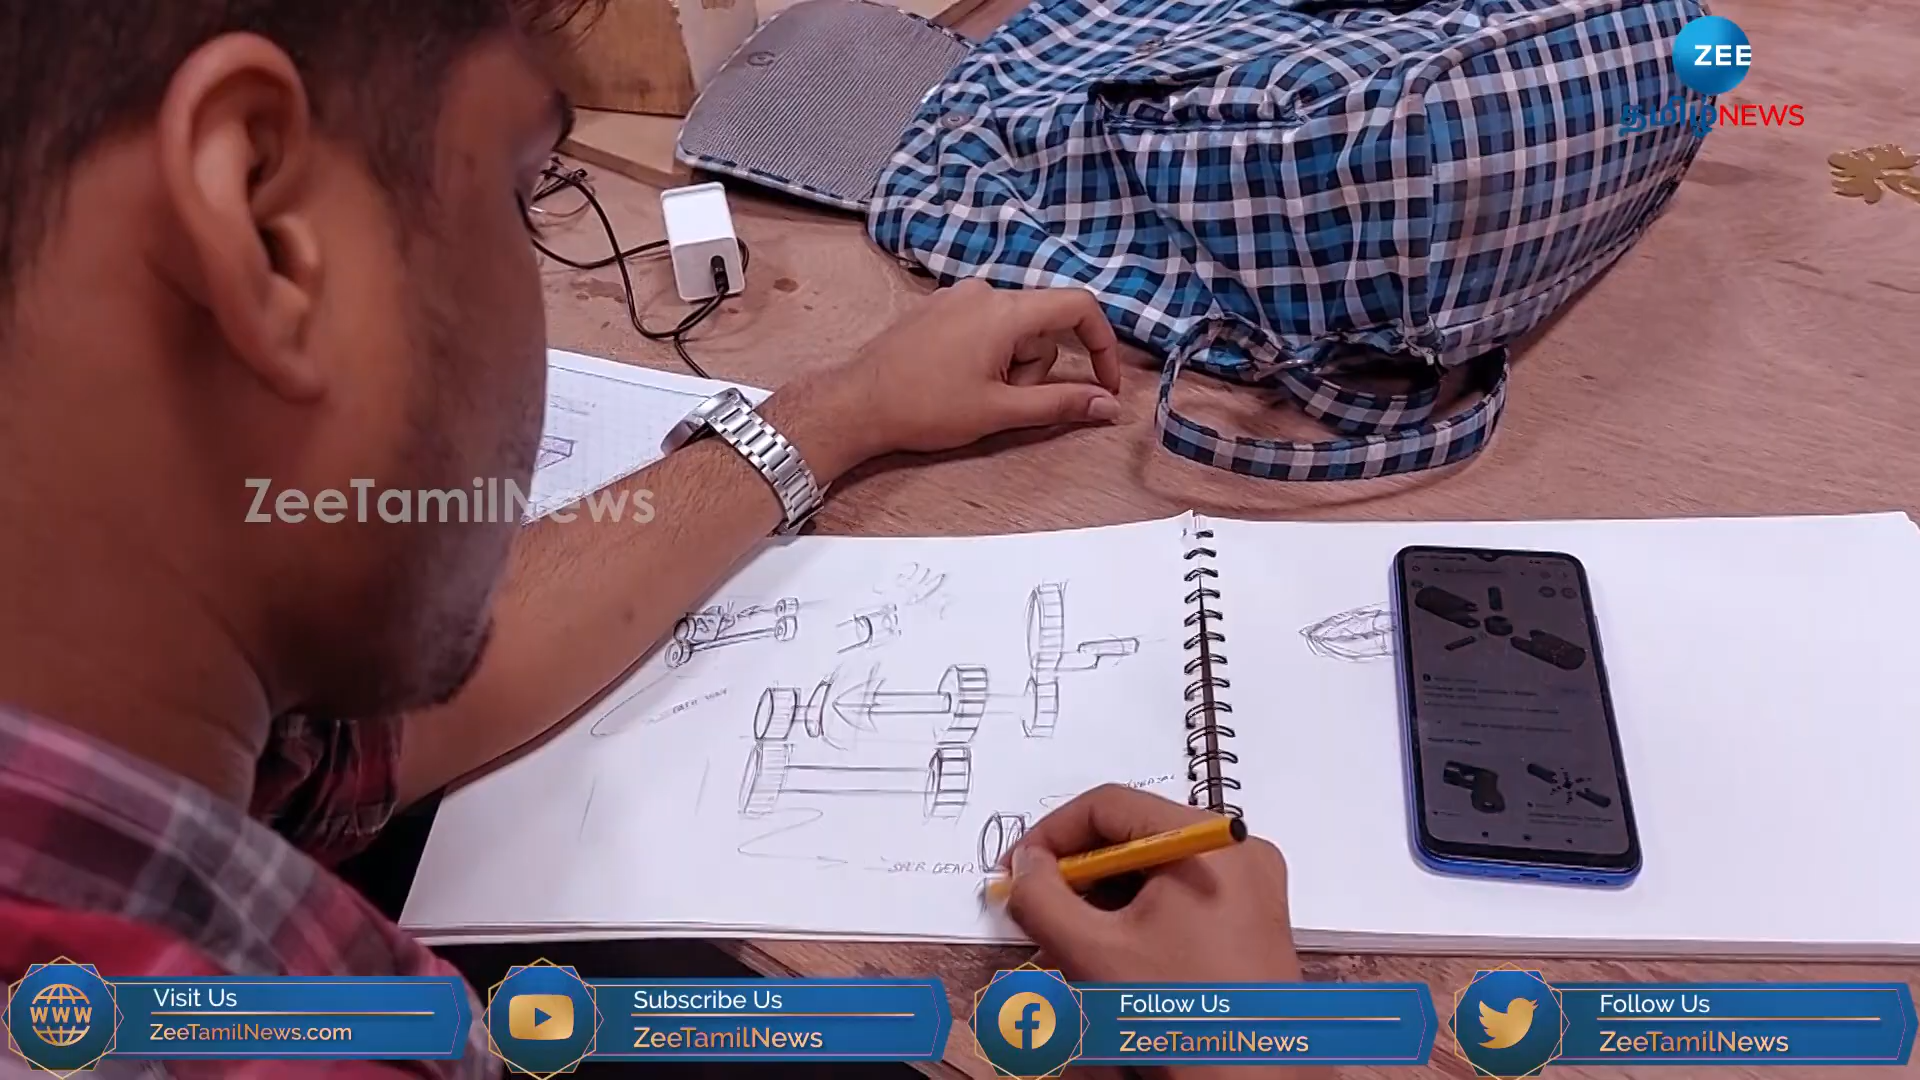 ZEE
தமிழ் NEWS
ZeeTamilNews
SPUR GEAR
WWW
Visit Us
ZeeTamilNews.com
Subscribe Us
ZeeTamilNews
Follow Us
ZeeTamilNews
Follow Us
ZeeTamilNews